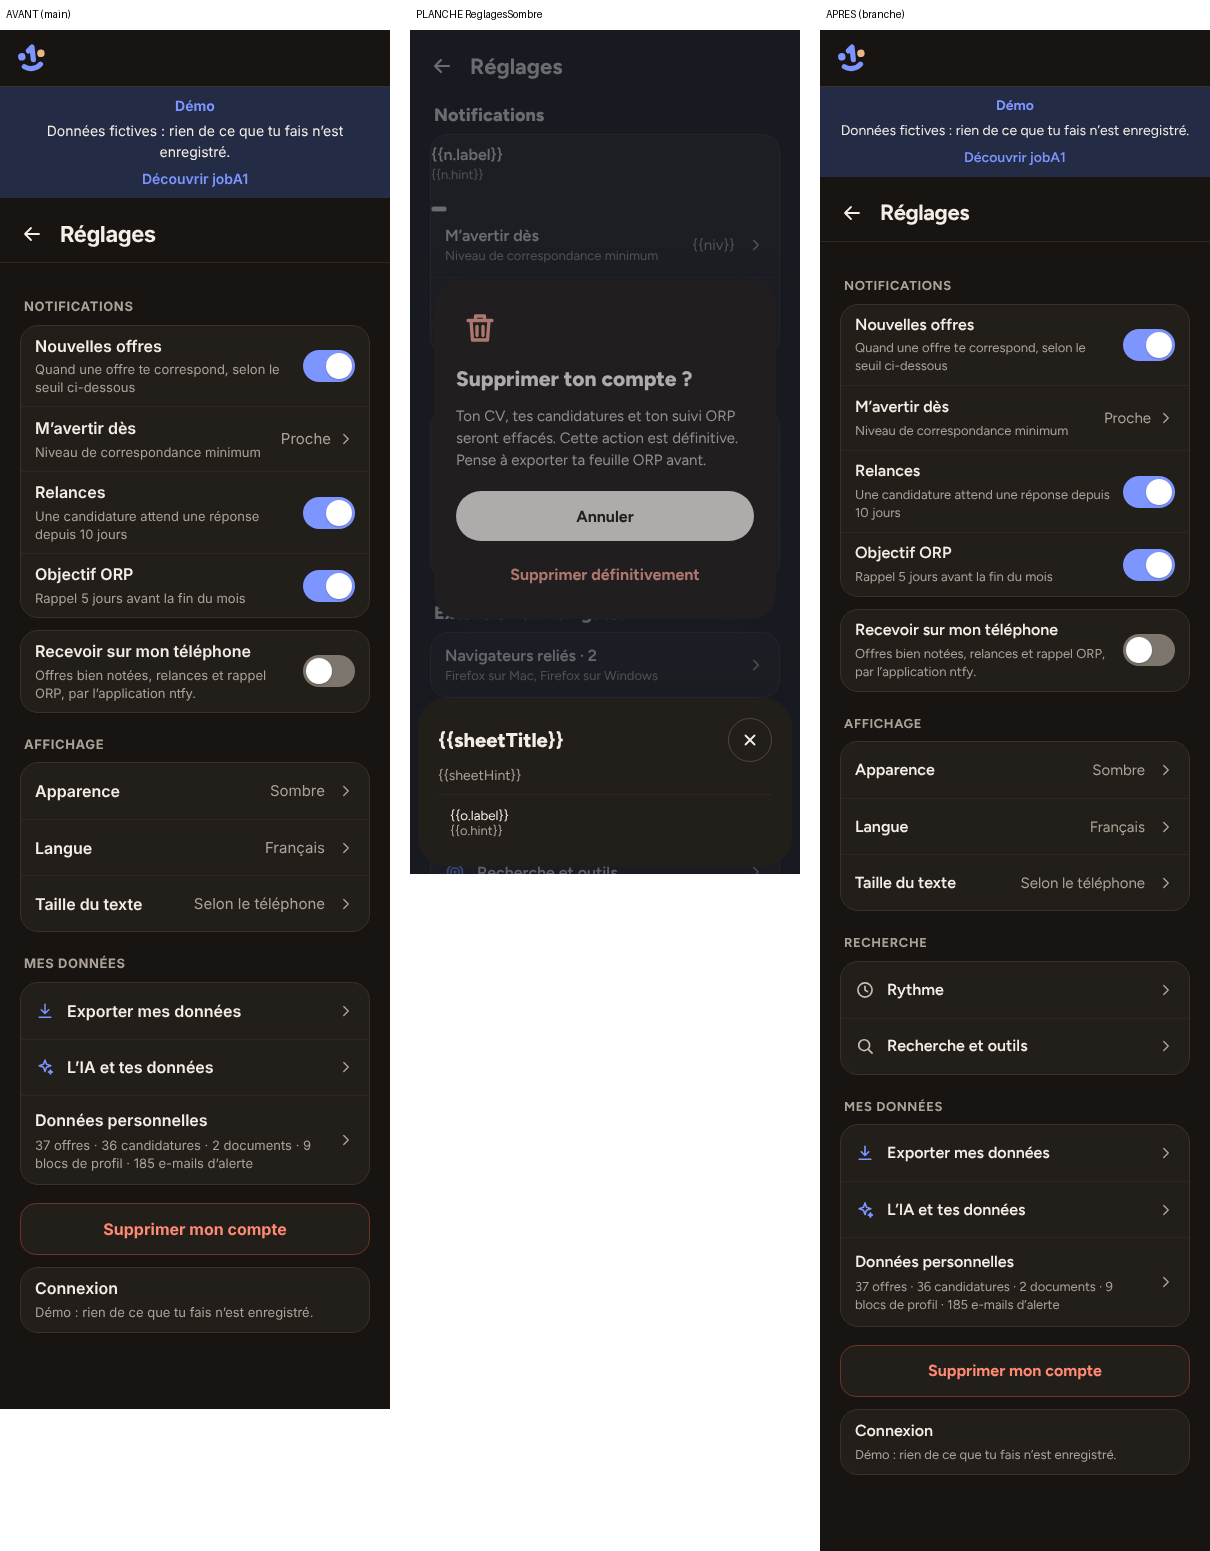 AVANT (main)
Démo
Données fictives : rien de ce que tu fais n’est
enregistré.
Découvrir jobA1
Réglages
NOTIFICATIONS
Nouvelles offres
Quand une offre te correspond, selon le
seuil ci-dessous
M’avertir dès
Niveau de correspondance minimum
Proche
Relances
Une candidature attend une réponse
depuis 10 jours
Objectif ORP
Rappel 5 jours avant la fin du mois
Recevoir sur mon téléphone
Offres bien notées, relances et rappel
ORP, par l’application ntfy.
AFFICHAGE
Apparence
Sombre
Langue
Français
Taille du texte
Selon le téléphone
MES DONNÉES
Exporter mes données
L’IA et tes données
Données personnelles
37 offres · 36 candidatures · 2 documents · 9
blocs de profil · 185 e-mails d’alerte
Supprimer mon compte
Connexion
Démo : rien de ce que tu fais n’est enregistré.
PLANCHE ReglagesSombre
Réglages
Notifications
{{n.label}}
{{n.hint}}
M’avertir dès
Niveau de correspondance minimum
{{niv}}
Supprimer ton compte ?
Ton CV, tes candidatures et ton suivi ORP
seront effacés. Cette action est définitive.
Pense à exporter ta feuille ORP avant.
Annuler
Supprimer définitivement
Navigateurs reliés · 2
Firefox sur Mac, Firefox sur Windows
{{sheetTitle}}
{{sheetHint}}
{{o.label}}
{{o.hint}}
Recherche et outils
APRES (branche)
Démo
Données fictives : rien de ce que tu fais n’est enregistré.
Découvrir jobA1
Réglages
NOTIFICATIONS
Nouvelles offres
Quand une offre te correspond, selon le
seuil ci-dessous
M’avertir dès
Niveau de correspondance minimum
Proche
Relances
Une candidature attend une réponse depuis
10 jours
Objectif ORP
Rappel 5 jours avant la fin du mois
Recevoir sur mon téléphone
Offres bien notées, relances et rappel ORP,
par l’application ntfy.
AFFICHAGE
Apparence
Sombre
Langue
Français
Taille du texte
Selon le téléphone
RECHERCHE
Rythme
Recherche et outils
MES DONNÉES
Exporter mes données
L’IA et tes données
Données personnelles
37 offres · 36 candidatures · 2 documents · 9
blocs de profil · 185 e-mails d’alerte
Supprimer mon compte
Connexion
Démo : rien de ce que tu fais n’est enregistré.